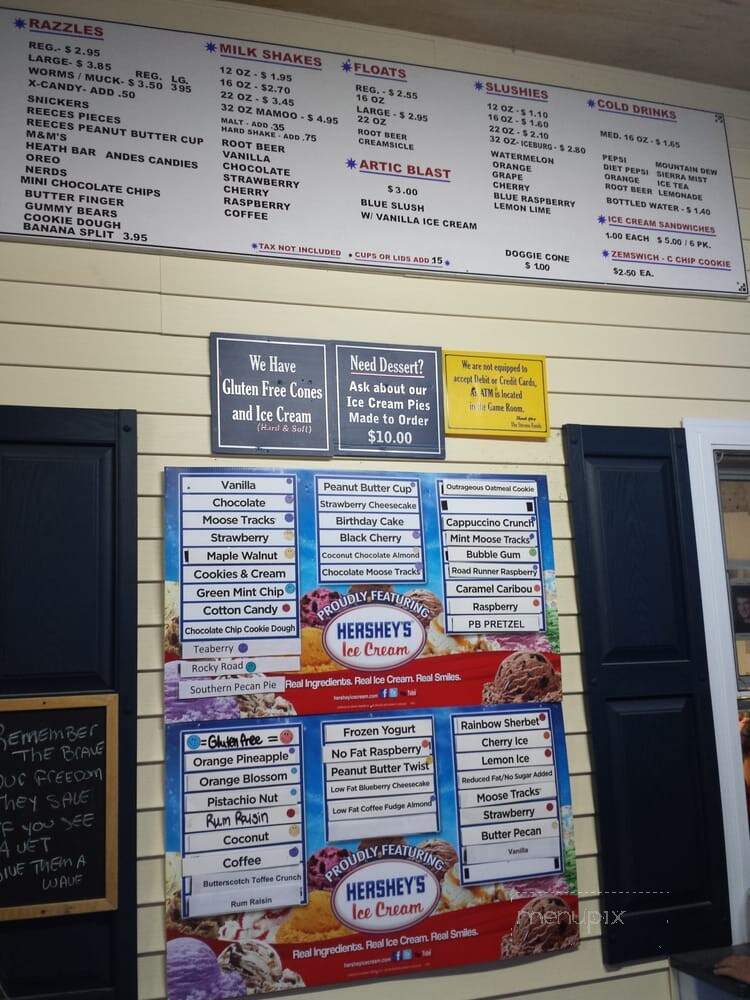 RAZZLES
REG.- $ 2.95
LARGE- $ 3.85
REG. LG.
WORMS / MUCK- $ 3.50 3.95
X-CANDY- ADD .50
SNICKERS
REECES PIECES
REECES PEANUT BUTTER CUP
M&M'S
HEATH BAR ANDES CANDIES
OREO
NERDS
MINI CHOCOLATE CHIPS
BUTTER FINGER
GUMMY BEARS
COOKIE DOUGH
BANANA SPLIT 3.95
MILK SHAKES
12 OZ - $ 1.95
16 OZ -$2.70
22 OZ - $ 3.45
32 OZ MAMOO - $ 4.95
MALT - ADD .35
HARD SHAKE - ADD .75
ROOT BEER
VANILLA
CHOCOLATE
STRAWBERRY
CHERRY
RASPBERRY
COFFEE
FLOATS
REG. - $ 2.55
16 OZ
LARGE - $ 2.95
22 OZ
ROOT BEER
CREAMSICLE
ARTIC BLAST
$ 3.00
BLUE SLUSH
W/ VANILLA ICE CREAM
TAX NOT INCLUDED
CUPS OR LIDS ADD 15
SLUSHIES
12 OZ - $ 1.10
16 OZ - $ 1.60
22 OZ - $ 2.10
32 OZ- ICEBURG - $ 2.80
WATERMELON
ORANGE
GRAPE
CHERRY
BLUE RASPBERRY
LEMON LIME
DOGGIE CONE
$ 1.00
COLD DRINKS
MED. 16 OZ - $ 1.65
PEPSI MOUNTAIN DEW
DIET PEPSI SIERRA MIST
ORANGE ICE TEA
ROOT BEER LEMONADE
BOTTLED WATER - $ 1.40
ICE CREAM SANDWICHES
1.00 EACH $ 5.00 / 6 PK.
ZEMSWICH - C CHIP COOKIE
$2.50 EA.
We Have
Gluten Free Cones
and Ice Cream
(Hard & Soft)
Need Dessert?
Ask about our
Ice Cream Pies
Made to Order
$10.00
We are not equipped to
accept Debit or Credit Cards,
An ATM is located
in the Game Room.
Thank you
Vanilla
Chocolate
Moose Tracks
Strawberry
Maple Walnut
Cookies & Cream
Green Mint Chip
Cotton Candy
Chocolate Chip Cookie Dough
Teaberry
Rocky Road
Southern Pecan Pie
Peanut Butter Cup
Strawberry Cheesecake
Birthday Cake
Black Cherry
Coconut Chocolate Almond
Chocolate Moose Tracks
Outrageous Oatmeal Cookie
Cappuccino Crunch
Mint Moose Tracks
Bubble Gum
Road Runner Raspberry
Caramel Caribou
Raspberry
PB PRETZEL
PROUDLY FEATURING
HERSHEY'S
Ice Cream
Real Ingredients. Real Ice Cream. Real Smiles.
hersheyicecream.com
=Gluten free=
Orange Pineapple
Orange Blossom
Pistachio Nut
Rum Raisin
Coconut
Coffee
Butterscotch Toffee Crunch
Rum Raisin
Frozen Yogurt
No Fat Raspberry
Peanut Butter Twist
Low Fat Blueberry Cheesecake
Low Fat Coffee Fudge Almond
Rainbow Sherbet
Cherry Ice
Lemon Ice
Reduced Fat/No Sugar Added
Moose Tracks
Strawberry
Butter Pecan
Vanilla
PROUDLY FEATURING
HERSHEY'S
Ice Cream
Real Ingredients. Real Ice Cream. Real Smiles.
hersheyicecream.com
REMEMBER
THE BRAVE
OUR FREEDOM
THEY SALE
IF YOU SEE
A VET
GIVE THEM A
WAVE
menupix